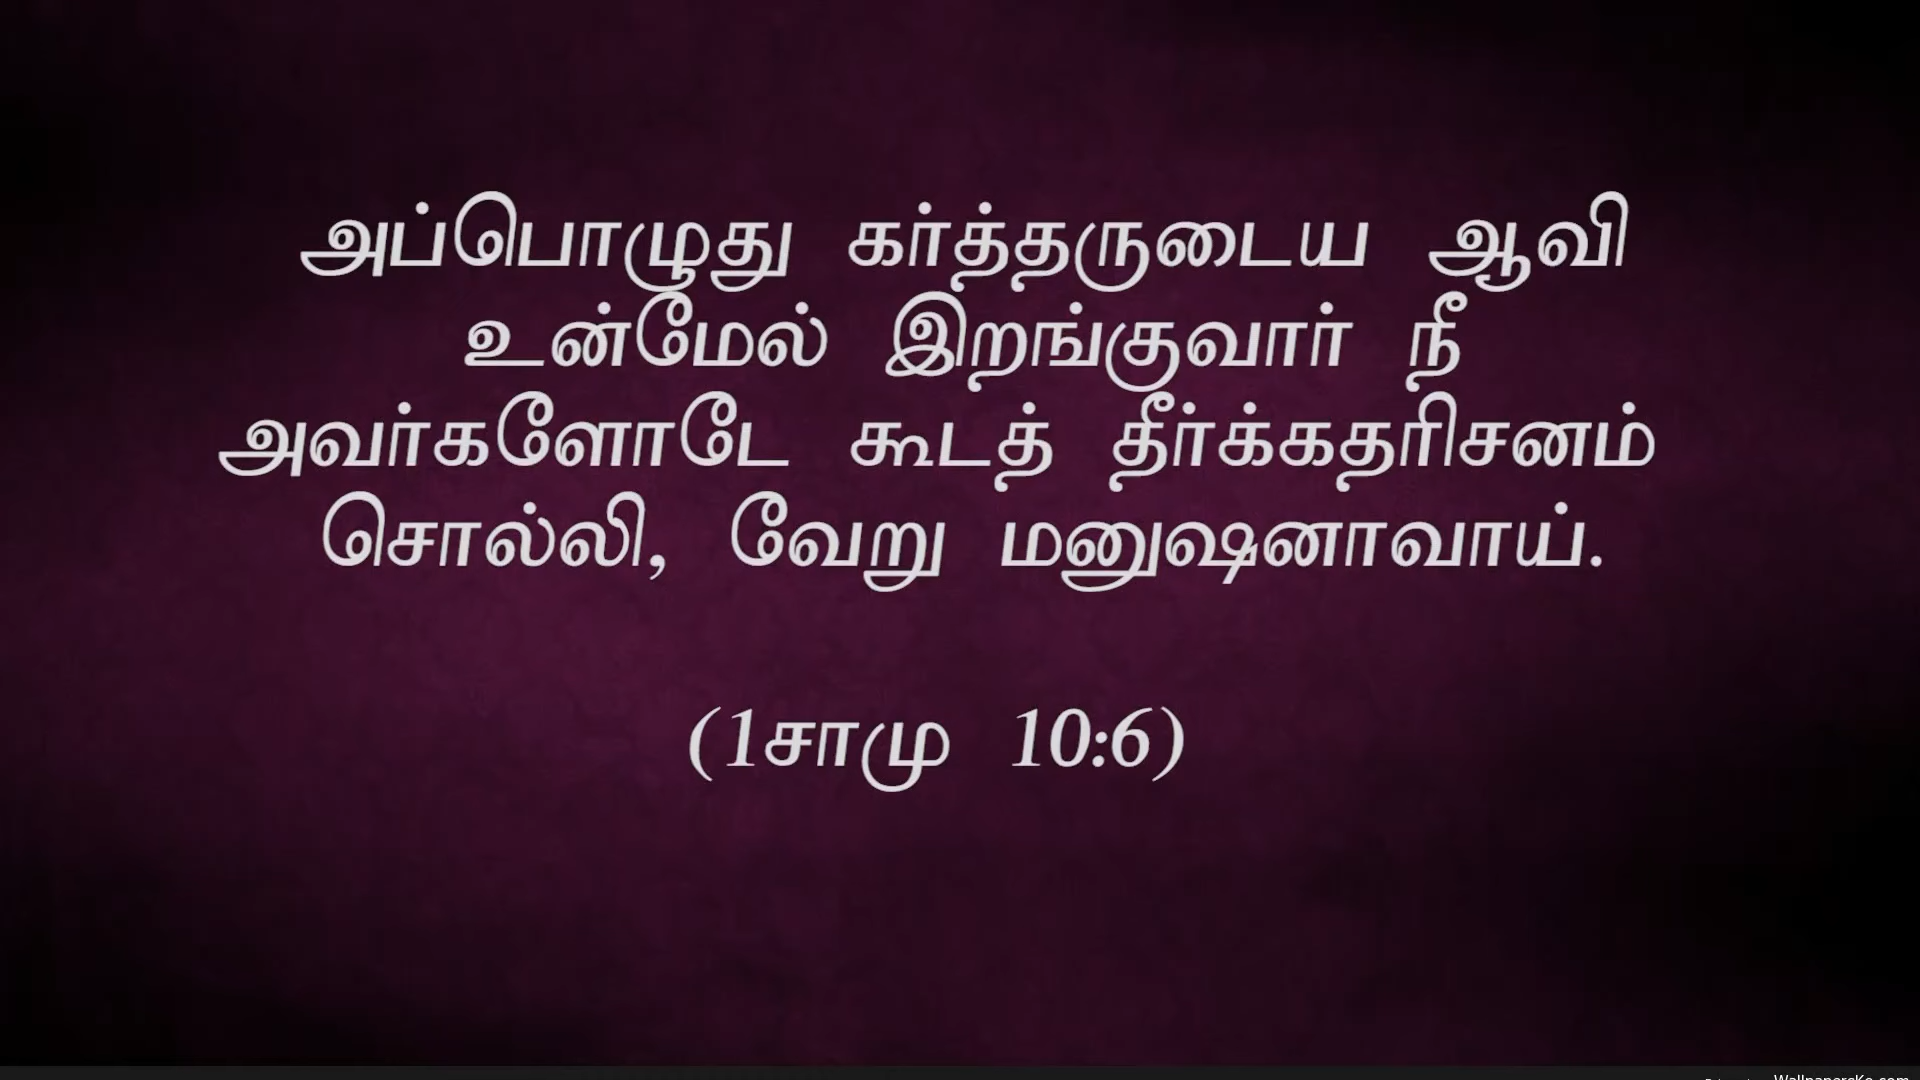 அப்பொழுது கர்த்தருடைய ஆவி
உன்மேல் இறங்குவார் நீ
அவர்களோடே கூடத் தீர்க்கதரிசனம்
சொல்லி, வேறு மனுஷனாவாய்.
(1சாமு 10:6)